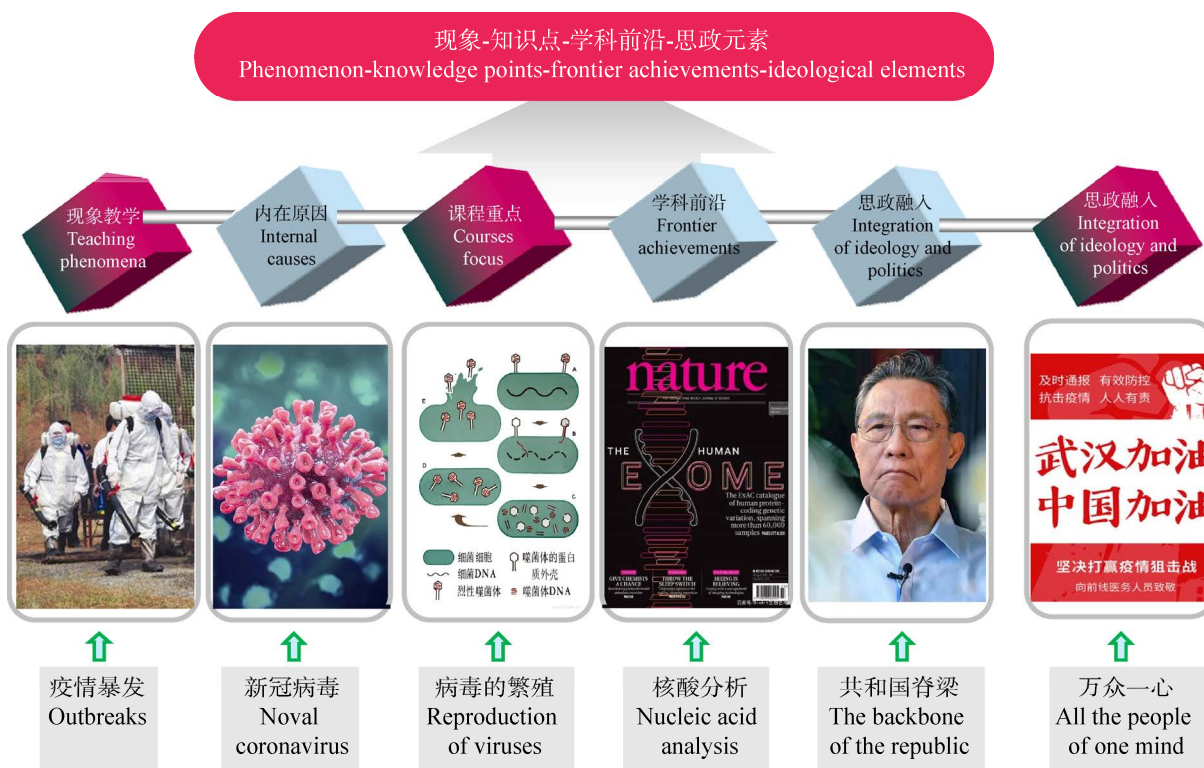 现象-知识点-学科前沿-思政元素
Phenomenon-knowledge points-frontier achievements-ideological elements
现象教学
Teaching
phenomena
内在原因
Internal
causes
课程重点
Courses
focus
学科前沿
Frontier
achievements
思政融入
Integration
of ideology and
politics
思政融入
Integration
of ideology and
politics
A
B
C
D
E
细菌细胞
细菌DNA
烈性噬菌体
噬菌体的蛋白
质外壳
噬菌体DNA
nature
THE HUMAN
EXOME
The ExAC catalogue
of human protein-
coding genetic
variation, spanning
more than 60,000
samples
GIVE CHEMISTS
A CHANCE
THROW THE
SLEEP SWITCH
SEEING IS
BELIEVING
及时通报 有效防控
抗击疫情 人人有责
武汉加油
中国加油
坚决打赢疫情狙击战
向前线医务人员致敬
疫情暴发
Outbreaks
新冠病毒
Noval
coronavirus
病毒的繁殖
Reproduction
of viruses
核酸分析
Nucleic acid
analysis
共和国脊梁
The backbone
of the republic
万众一心
All the people
of one mind